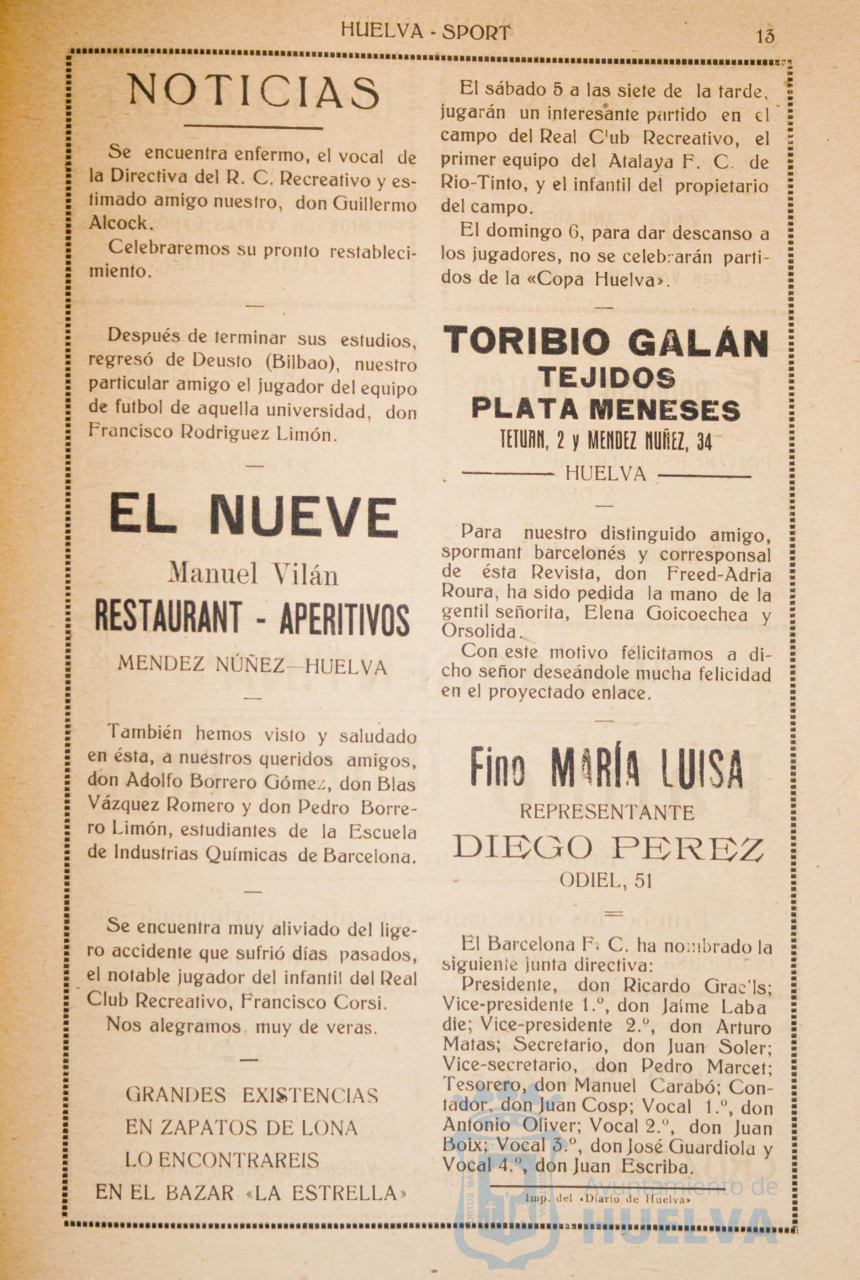 HUELVA - SPORT
13
NOTICIAS
Se encuentra enfermo, el vocal de
la Directiva del R. C. Recreativo y es-
timado amigo nuestro, don Guillermo
Alcock.
Celebraremos su pronto restableci-
miento.
Después de terminar sus estudios,
regresó de Deusto (Bilbao), nuestro
particular amigo el jugador del equipo
de futbol de aquella universidad, don
Francisco Rodriguez Limón.
EL NUEVE
Manuel Vilán
RESTAURANT - APERITIVOS
MENDEZ NÚÑEZ—HUELVA
También hemos visto y saludado
en ésta, a nuestros queridos amigos,
don Adolfo Borrero Gómez, don Blas
Vázquez Romero y don Pedro Borre-
ro Limón, estudiantes de la Escuela
de Industrias Químicas de Barcelona.
Se encuentra muy aliviado del lige-
ro accidente que sufrió días pasados,
el notable jugador del infantil del Real
Club Recreativo, Francisco Corsi.
Nos alegramos muy de veras.
GRANDES EXISTENCIAS
EN ZAPATOS DE LONA
LO ENCONTRAREIS
EN EL BAZAR «LA ESTRELLA»
El sábado 5 a las siete de la tarde,
jugarán un interesante partido en el
campo del Real C'ub Recreativo, el
primer equipo del Atalaya F. C. de
Rio-Tinto, y el infantil del propietario
del campo.
El domingo 6, para dar descanso a
los jugadores, no se celebrarán parti-
dos de la «Copa Huelva».
TORIBIO GALÁN
TEJIDOS
PLATA MENESES
TETUAN, 2 y MENDEZ NUÑEZ, 34
HUELVA
Para nuestro distinguido amigo,
spormant barcelonés y corresponsal
de ésta Revista, don Freed-Adria
Roura, ha sido pedida la mano de la
gentil señorita, Elena Goicoechea y
Orsolida.
Con este motivo felicitamos a di-
cho señor deseándole mucha felicidad
en el proyectado enlace.
Fino MARÍA LUISA
REPRESENTANTE
DIEGO PEREZ
ODIEL, 51
El Barcelona F. C. ha nombrado la
siguiente junta directiva:
Presidente, don Ricardo Grac'ls;
Vice-presidente 1.º, don Jaime Laba
die; Vice-presidente 2.º, don Arturo
Matas; Secretario, don Juan Soler;
Vice-secretario, don Pedro Marcet;
Tesorero, don Manuel Carabó; Con-
tador, don Juan Cosp; Vocal 1.º, don
Antonio Oliver; Vocal 2.º, don Juan
Boix; Vocal 3.º, don José Guardiola y
Vocal 4.º, don Juan Escriba.
Imp. del «Diario de Huelva»
Ayuntamiento de
HUELVA